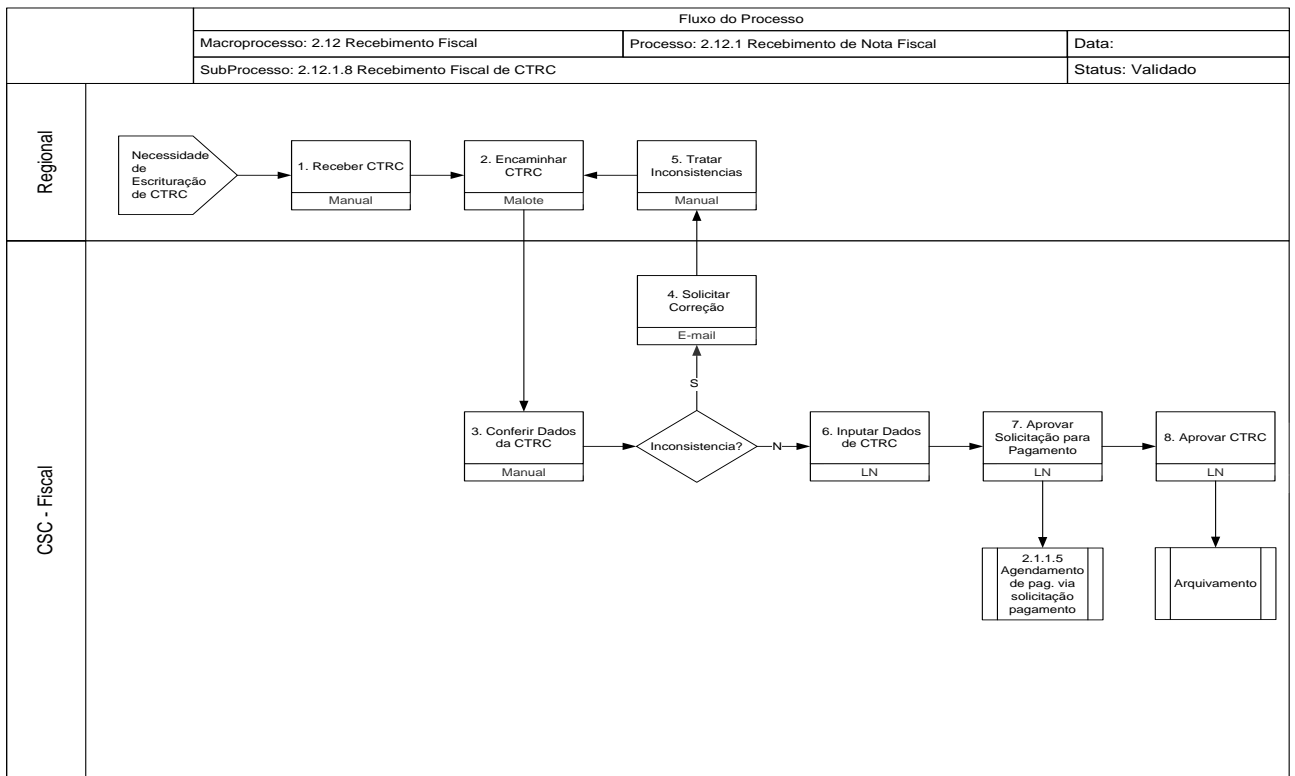 Fluxo do Processo
Macroprocesso: 2.12 Recebimento Fiscal
Processo: 2.12.1 Recebimento de Nota Fiscal
Data:
SubProcesso: 2.12.1.8 Recebimento Fiscal de CTRC
Status: Validado
Regional
Necessidade
de
Escrituração
de CTRC
1. Receber CTRC
Manual
2. Encaminhar
CTRC
Malote
5. Tratar
Inconsistencias
Manual
CSC - Fiscal
4. Solicitar
Correção
E-mail
S
3. Conferir Dados
da CTRC
Manual
Inconsistencia?
N
6. Inputar Dados
de CTRC
LN
7. Aprovar
Solicitação para
Pagamento
LN
8. Aprovar CTRC
LN
2.1.1.5
Agendamento
de pag. via
solicitação
pagamento
Arquivamento